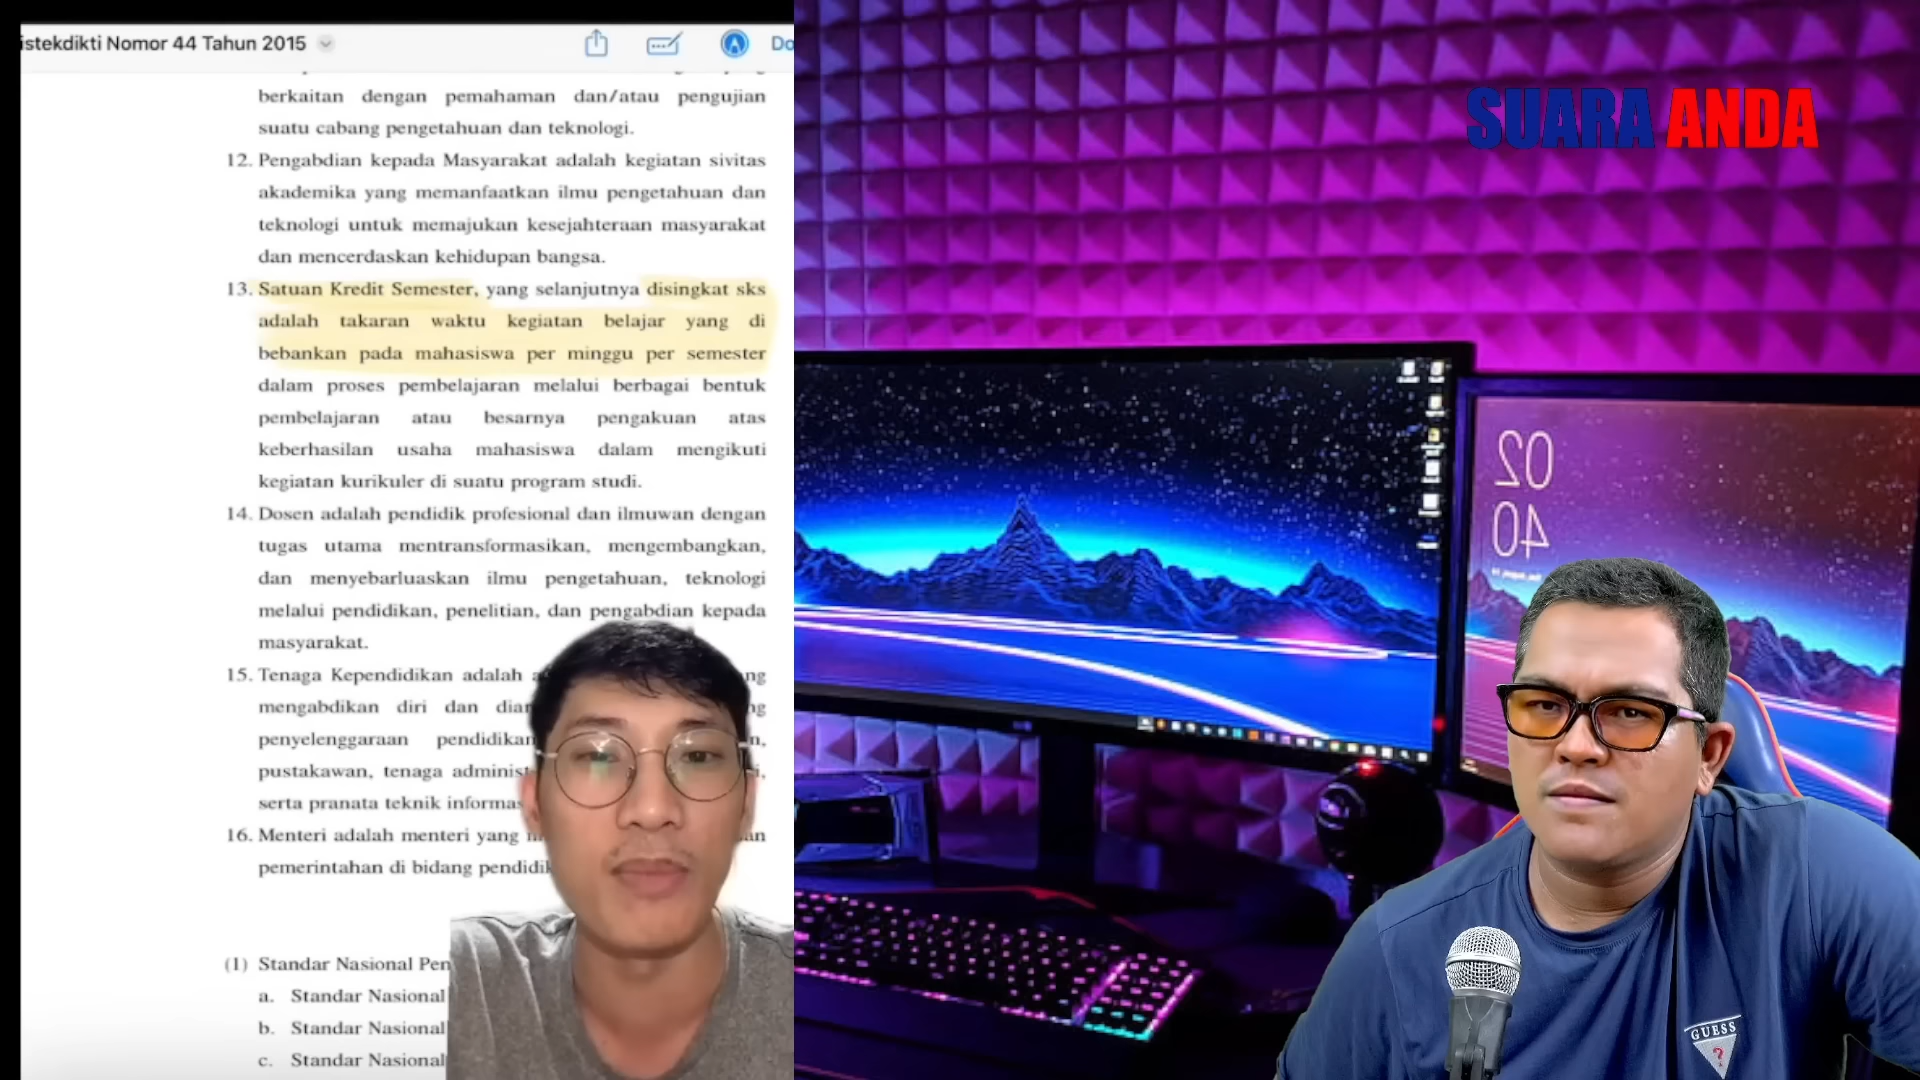 istekdikti Nomor 44 Tahun 2015
Do
berkaitan dengan pemahaman dan/atau pengujian
suatu cabang pengetahuan dan teknologi.
12. Pengabdian kepada Masyarakat adalah kegiatan sivitas
akademika yang memanfaatkan ilmu pengetahuan dan
teknologi untuk memajukan kesejahteraan masyarakat
dan mencerdaskan kehidupan bangsa.
13. Satuan Kredit Semester, yang selanjutnya disingkat sks
adalah takaran waktu kegiatan belajar yang di
bebankan pada mahasiswa per minggu per semester
dalam proses pembelajaran melalui berbagai bentuk
pembelajaran atau besarnya pengakuan atas
keberhasilan usaha mahasiswa dalam mengikuti
kegiatan kurikuler di suatu program studi.
14. Dosen adalah pendidik profesional dan ilmuwan dengan
tugas utama mentransformasikan, mengembangkan,
dan menyebarluaskan ilmu pengetahuan, teknologi
melalui pendidikan, penelitian, dan pengabdian kepada
masyarakat.
15. Tenaga Kependidikan adalah a ng
mengabdikan diri dan dian g
penyelenggaraan pendidikan ,
pustakawan, tenaga administ i,
serta pranata teknik informas
16. Menteri adalah menteri yang m an
pemerintahan di bidang pendidik
(1) Standar Nasional Pen
a. Standar Nasional
b. Standar Nasional
c. Standar Nasional
SUARA ANDA
02
40
GUESS
?